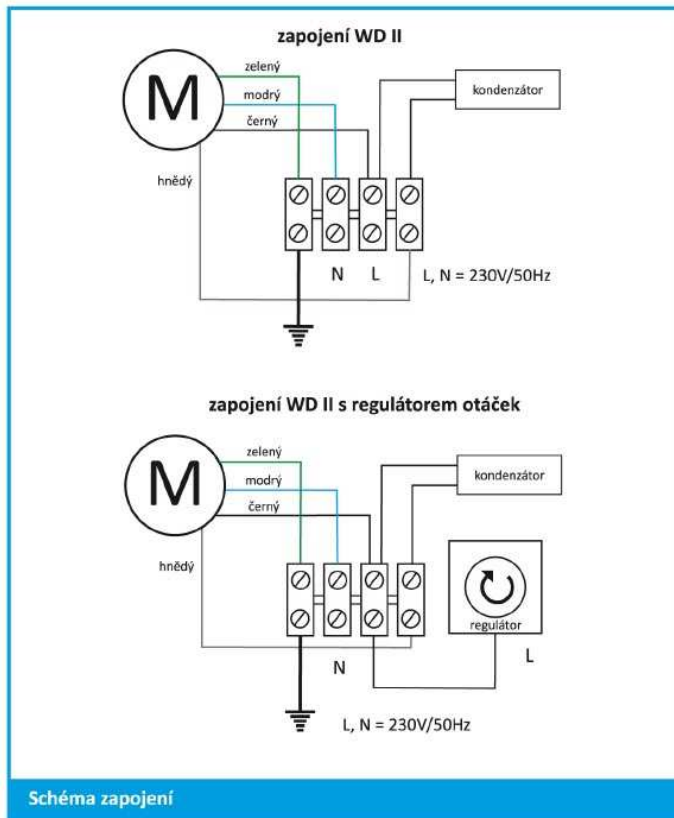 zapojení WD II
zelený
modrý
černý
hnědý
M
kondenzátor
N L L, N = 230V/50Hz
zapojení WD II s regulátorem otáček
zelený
modrý
černý
hnědý
M
kondenzátor
regulátor
N
L
L, N = 230V/50Hz
Schéma zapojení